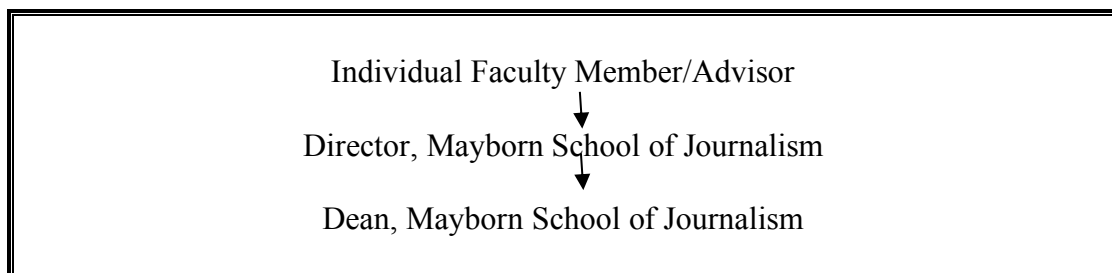 Individual Faculty Member/Advisor
Director, Mayborn School of Journalism
Dean, Mayborn School of Journalism